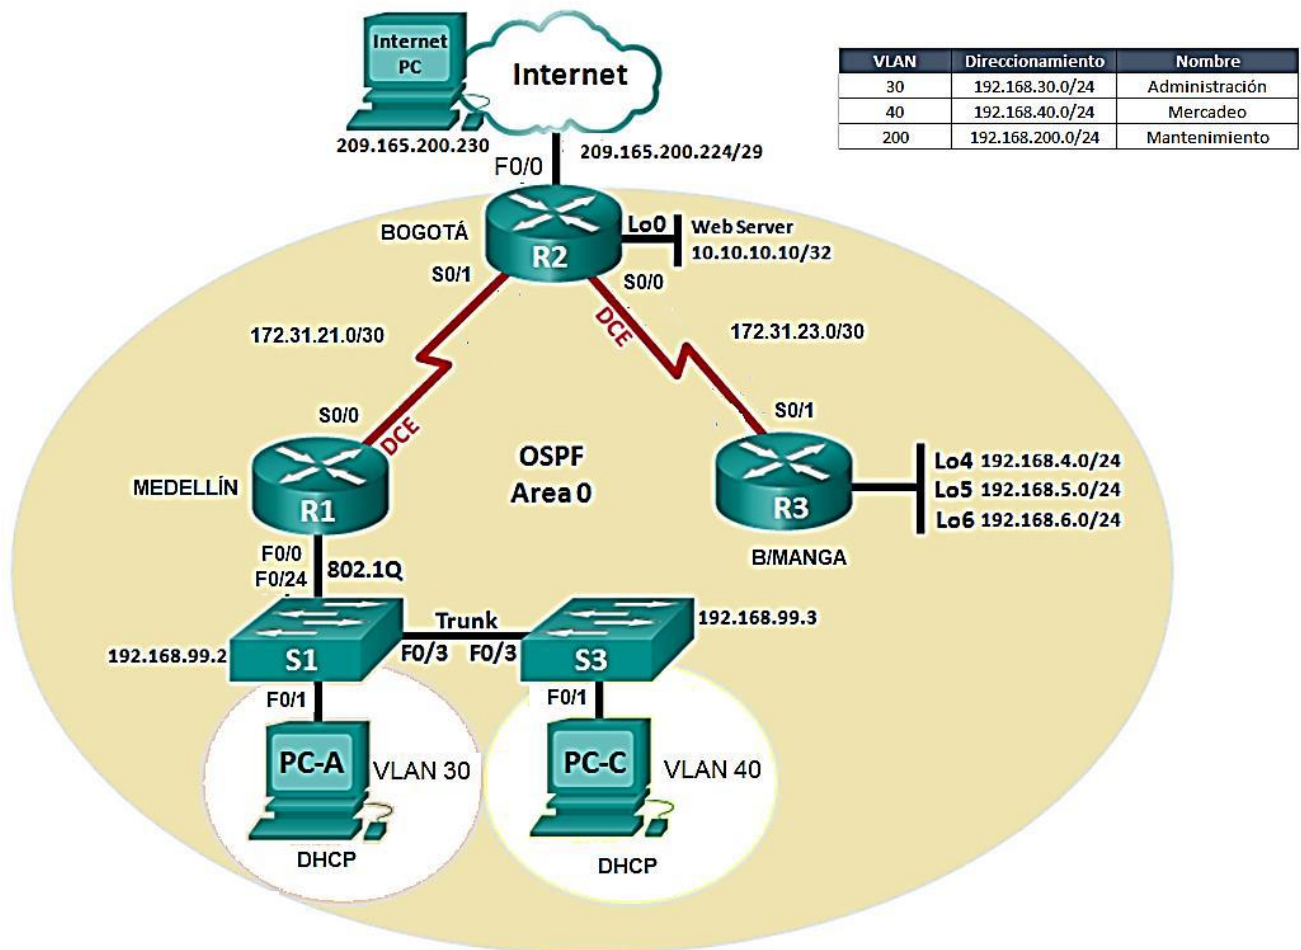 Internet
PC
Internet
209.165.200.230
209.165.200.224/29
F0/0
VLAN Direccionamiento Nombre
30 192.168.30.0/24 Administración
40 192.168.40.0/24 Mercadeo
200 192.168.200.0/24 Mantenimiento
BOGOTÁ
R2
Lo0
Web Server
10.10.10.10/32
S0/1
S0/0
DCE
172.31.21.0/30
172.31.23.0/30
S0/0
DCE
S0/1
MEDELLÍN
R1
OSPF
Area 0
R3
B/MANGA
Lo4 192.168.4.0/24
Lo5 192.168.5.0/24
Lo6 192.168.6.0/24
F0/0
F0/24
802.1Q
192.168.99.2
S1
Trunk
F0/3 F0/3
S3
192.168.99.3
F0/1
F0/1
PC-A
VLAN 30
DHCP
PC-C
VLAN 40
DHCP